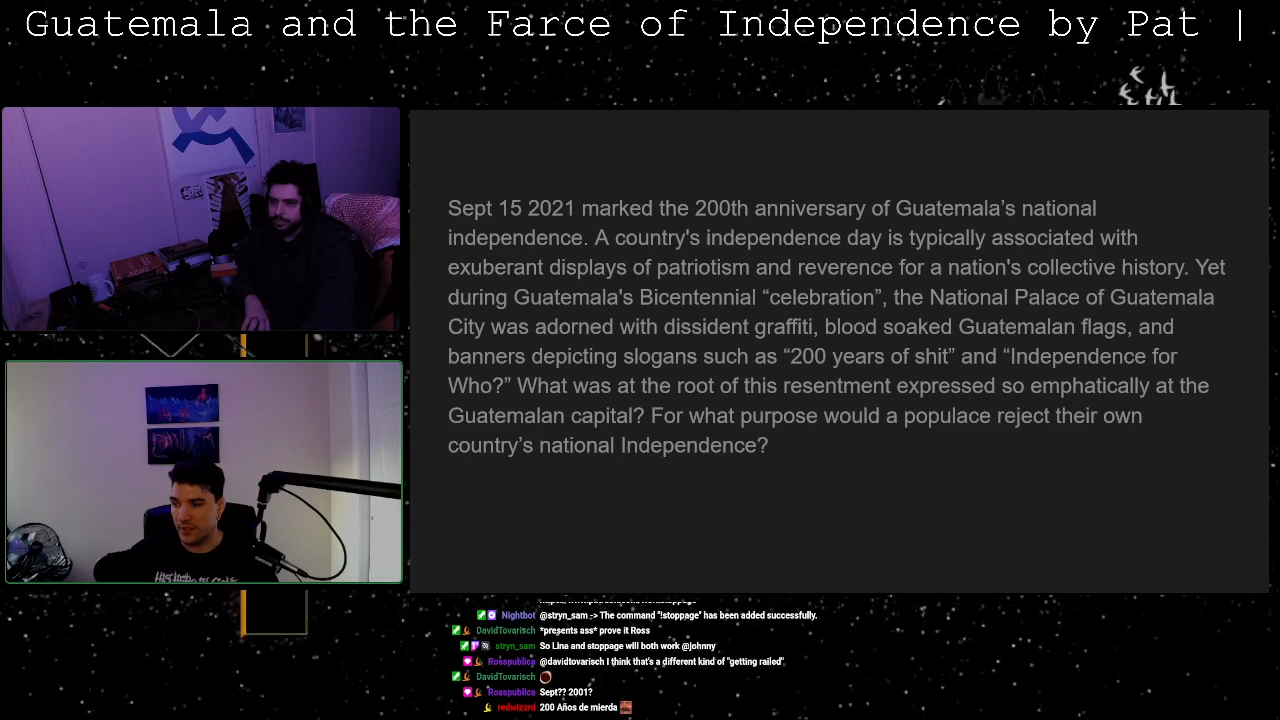 Guatemala and the Farce of Independence by Pat |
Sept 15 2021 marked the 200th anniversary of Guatemala’s national
independence. A country's independence day is typically associated with
exuberant displays of patriotism and reverence for a nation's collective history. Yet
during Guatemala's Bicentennial “celebration”, the National Palace of Guatemala
City was adorned with dissident graffiti, blood soaked Guatemalan flags, and
banners depicting slogans such as “200 years of shit” and “Independence for
Who?” What was at the root of this resentment expressed so emphatically at the
Guatemalan capital? For what purpose would a populace reject their own
country’s national Independence?
Nightbot @stryn_sam -> The command "!stoppage" has been added successfully.
DavidTovarisch *presents ass* prove it Ross
stryn_sam So Lina and stoppage will both work @johnny
Rosspublica @davidtovarisch I think that's a different kind of "getting railed"
DavidTovarisch
Rosspublica Sept?? 2001?
redwizzrd 200 Años de mierda